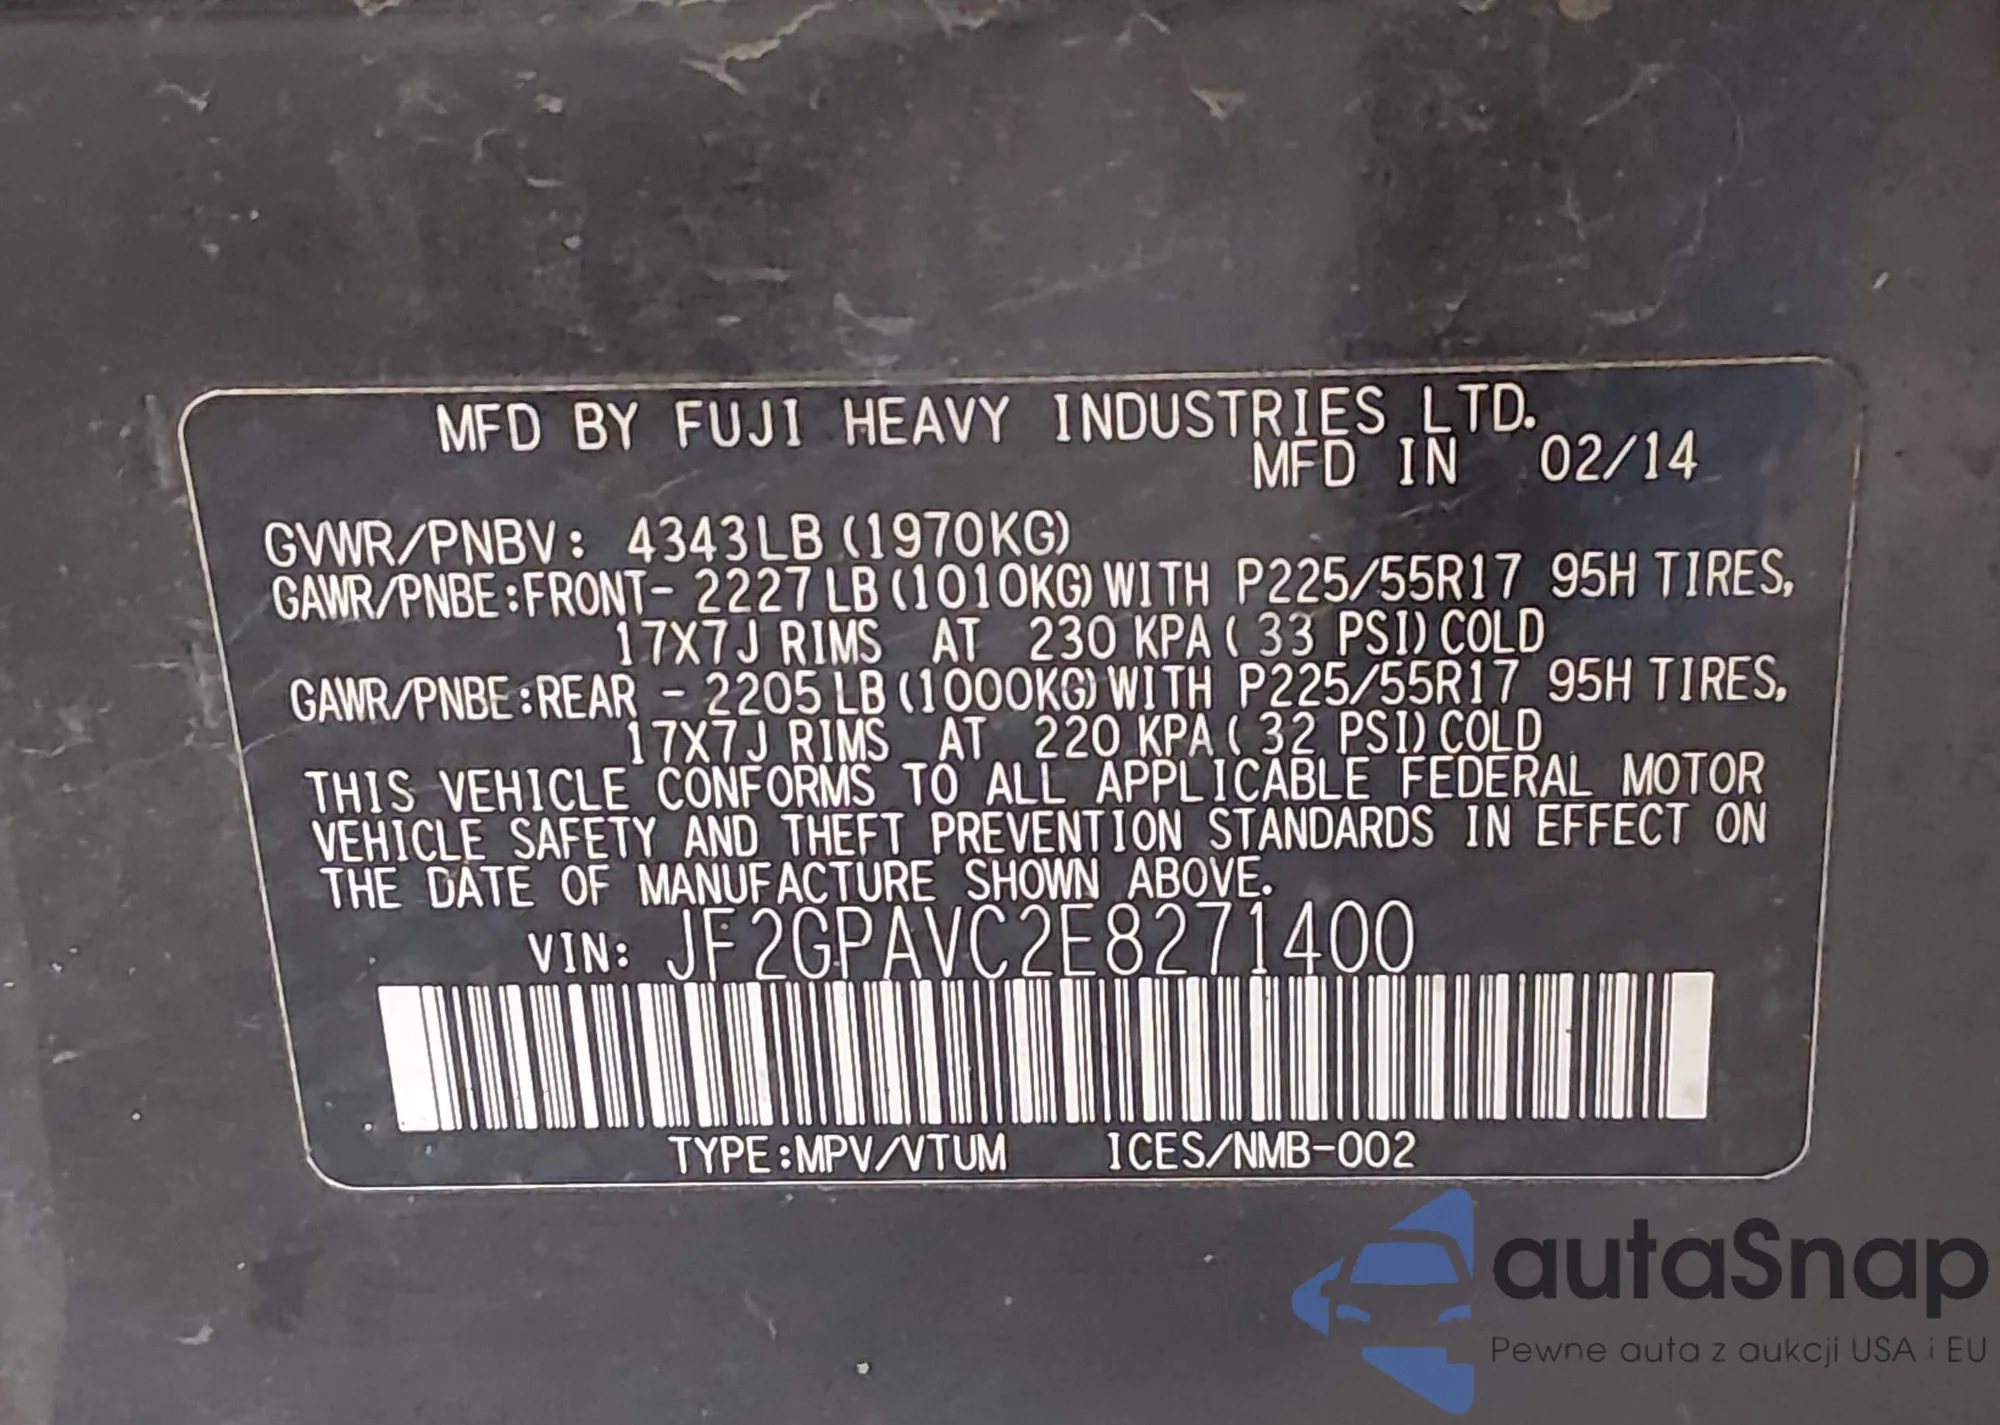 MFD BY FUJI HEAVY INDUSTRIES LTD.
MFD IN 02/14
GVWR/PNBV: 4343LB (1970KG)
GAWR/PNBE:FRONT- 2227 LB (1010KG) WITH P225/55R17 95H TIRES,
17X7J RIMS AT 230 KPA ( 33 PSI) COLD
GAWR/PNBE:REAR - 2205 LB (1000KG) WITH P225/55R17 95H TIRES,
17X7J RIMS AT 220 KPA ( 32 PSI) COLD
THIS VEHICLE CONFORMS TO ALL APPLICABLE FEDERAL MOTOR
VEHICLE SAFETY AND THEFT PREVENTION STANDARDS IN EFFECT ON
THE DATE OF MANUFACTURE SHOWN ABOVE.
VIN: JF2GPAVC2E8271400
TYPE:MPV/VTUM ICES/NMB-002
autaSnap
Pewne auta z aukcji USA i EU